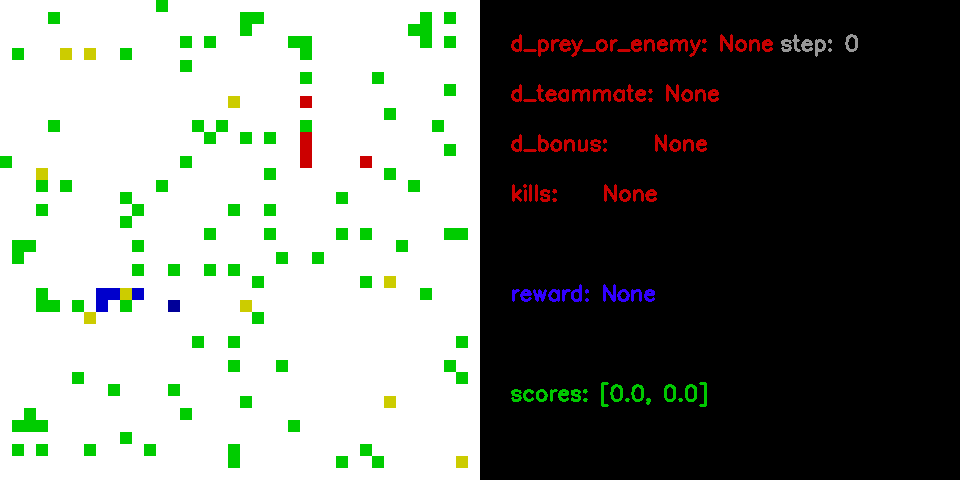 d_prey_or_enemy: None step: 0
d_teammate: None
d_bonus: None
kills: None
reward: None
scores: [0.0, 0.0]